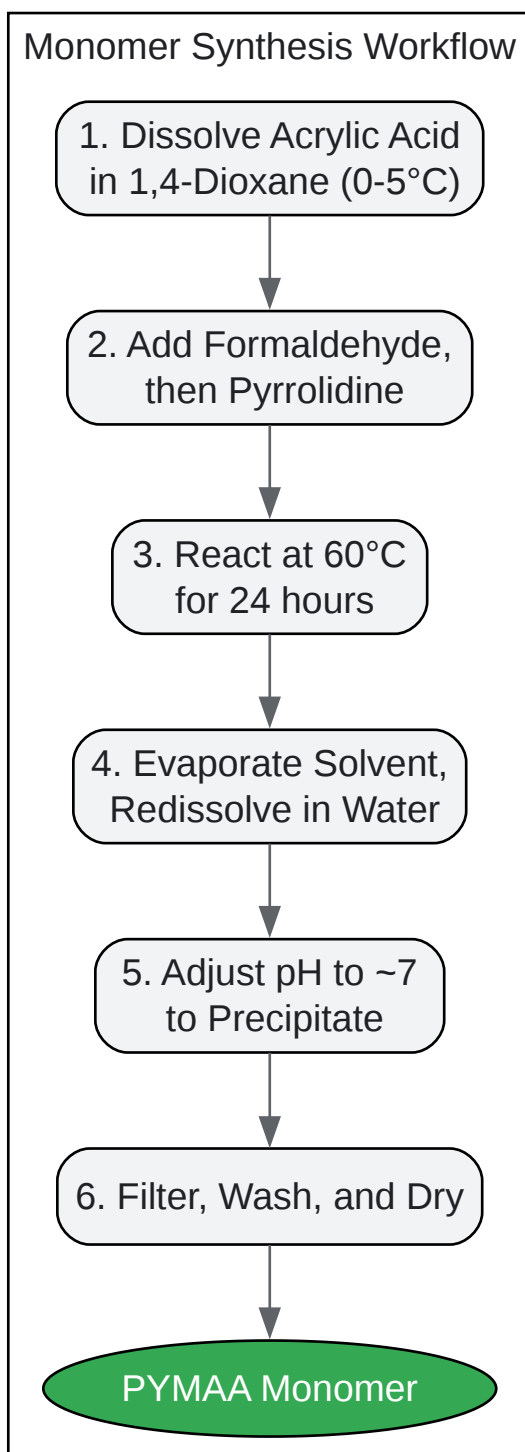 Monomer Synthesis Workflow
1. Dissolve Acrylic Acid
in 1,4-Dioxane (0-5°C)
2. Add Formaldehyde,
then Pyrrolidine
3. React at 60°C
for 24 hours
4. Evaporate Solvent,
Redissolve in Water
5. Adjust pH to ~7
to Precipitate
6. Filter, Wash, and Dry
PYMAA Monomer